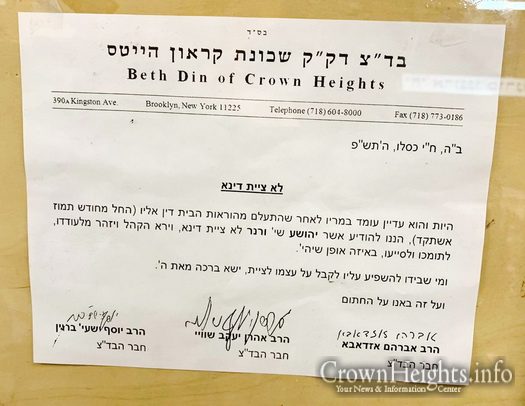 בס״ד
בד״צ דק״ק שכונת קראון הייטס
Beth Din of Crown Heights
390A Kingston Ave. Brooklyn, New York 11225 Telephone (718) 604-8000 Fax (718) 773-0186
ב״ה, ח״י כסלו, ה'תש״פ
לא ציית דינא
היות והוא עדיין עומד במריו לאחר שהתעלם מהוראות הבית דין אליו (החל מחודש תמוז
אשתקד), הננו להודיע אשר יהושע שי' ורנר לא ציית דינא, וירא הקהל ויזהר מלעודדו,
לתומכו ולסייעו, באיזה אופן שיהי'.
ומי שבידו להשפיע עליו לקבל על עצמו לציית, ישא ברכה מאת ה'.
ועל זה באנו על החתום
הרב אברהם אזדאבא הרב אהרן יעקב שוויי הרב יוסף ישעי' ברוין
חבר הבד״צ חבר הבד״צ חבר הבד״צ
CrownHeights.info
Your News & Information Center